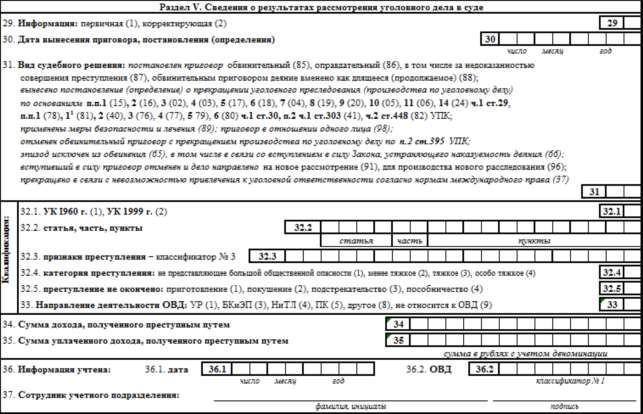 Раздел V. Сведения о результатах рассмотрения уголовного дела в суде
29. Информация: первичная (1), корректирующая (2) 29
30. Дата вынесения приговора, постановления (определения) 30
число месяц год
31. Вид судебного решения: постановлен приговор обвинительный (85), оправдательный (86), в том числе за недоказанностью
совершения преступления (87), обвинительным приговором деяние вменено как длящееся (продолжаемое) (88);
вынесено постановление (определение) о прекращении уголовного преследования (производства по уголовному делу)
по основаниям п.п.1 (15), 2 (16), 3 (02), 4 (03), 5 (17), 6 (18), 7 (04), 8 (19), 9 (20), 10 (05), 11 (06), 14 (24) ч.1 ст.29,
п.п.1 (78), 1¹ (81), 2 (40), 3 (76), 4 (77), 5 79), 6 (80) ч.1 ст.30, п.2 ч.1 ст.303 (41), ч.2 ст.448 (82) УПК;
применены меры безопасности и лечения (89); приговор в отношении одного лица (98);
отменен обвинительный приговор с прекращением производства по уголовному делу по п.2 ст.395 УПК;
эпизод исключен из обвинения (65), в том числе в связи со вступлением в силу Закона, устраняющего наказуемость деяния (66);
вступивший в силу приговор отменен и дело направлено на новое рассмотрение (91), для производства нового расследования (96);
прекращено в связи с невозможностью привлечения к уголовной ответственности согласно нормам международного права (37)
31
Квалификация:
32.1. УК 1960 г. (1), УК 1999 г. (2) 32.1
32.2. статья, часть, пункты 32.2
статья часть пункты
32.3. признаки преступления – классификатор № 3 32.3
32.4. категория преступления: не представляющее большой общественной опасности (1), менее тяжкое (2), тяжкое (3), особо тяжкое (4) 32.4
32.5. преступление не окончено: приготовление (1), покушение (2), подстрекательство (3), пособничество (4) 32.5
33. Направление деятельности ОВД: УР (1), БКиЭП (3), НиТЛ (4), ПК (5), другое (8), не относится к ОВД (9) 33
34. Сумма дохода, полученного преступным путем 34
35. Сумма уплаченного дохода, полученного преступным путем 35
сумма в рублях с учетом деноминации
36. Информация учтена: 36.1. дата 36.1 36.2. ОВД 36.2
число месяц год классификатор № 1
37. Сотрудник учетного подразделения:
фамилия, инициалы подпись